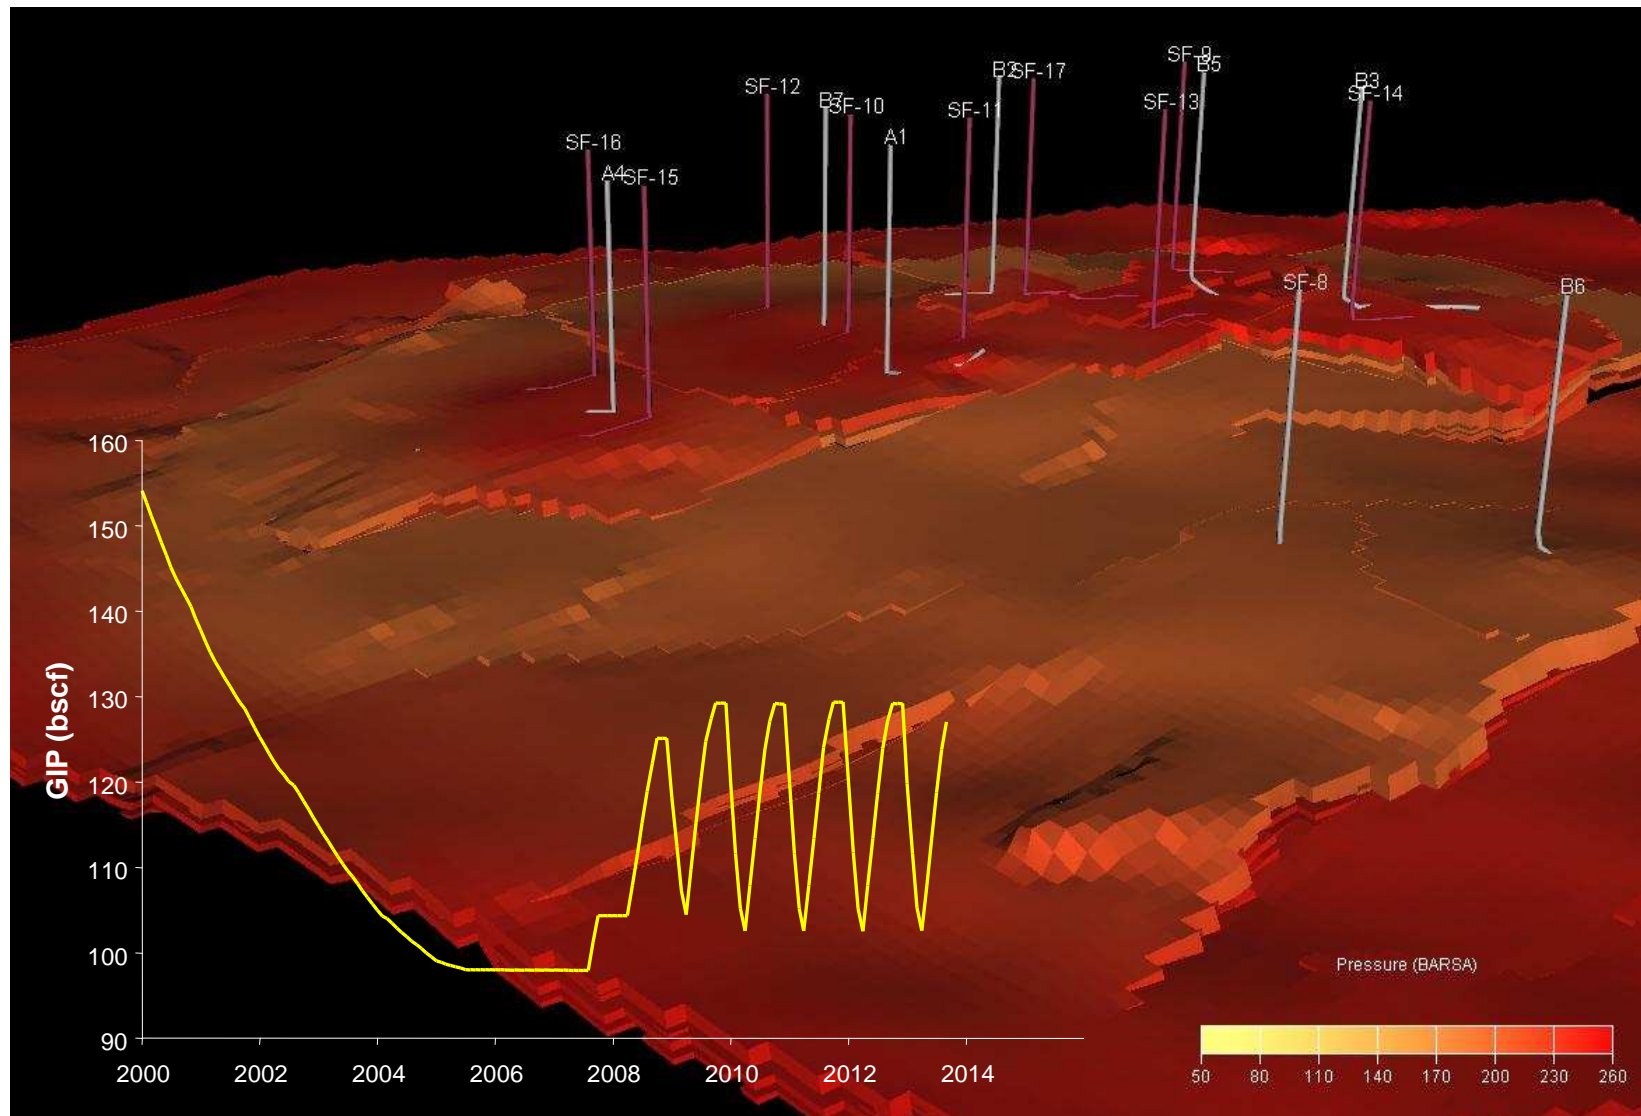 SF-9
B5
B2
SF-17
B3
SF-14
SF-12
B7
SF-10
SF-11
SF-13
A1
SF-16
A4
SF-15
SF-8
B6
160
150
140
130
120
110
100
90
GIP (bscf)
2000 2002 2004 2006 2008 2010 2012 2014
Pressure (BARSA)
50 80 110 140 170 200 230 260